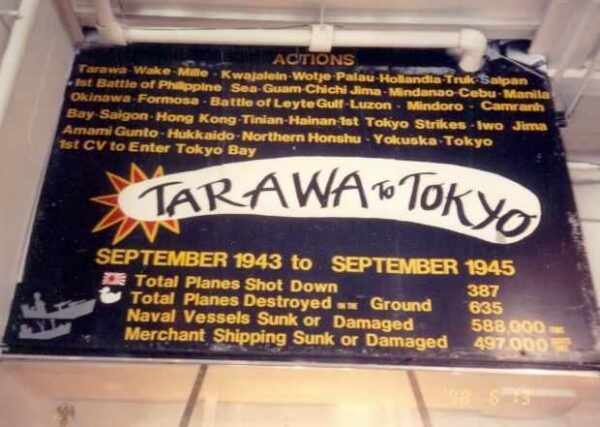 ACTIONS
Tarawa-Wake-Mille-Kwajalein-Wotje-Palau-Hollandia-Truk-Saipan
-1st Battle of Philippine Sea-Guam-Chichi Jima-Mindanao-Cebu-Manila
Okinawa-Formosa-Battle of Leyte Gulf-Luzon-Mindoro-Camranh
Bay-Saigon-Hong Kong-Tinian-Hainan-1st Tokyo Strikes-Iwo Jima
Amami Gunto-Hukkaido-Northern Honshu-Yokuska-Tokyo
1st CV to Enter Tokyo Bay
TARAWA TO TOKYO
SEPTEMBER 1943 to SEPTEMBER 1945
Total Planes Shot Down 387
Total Planes Destroyed ON THE Ground 635
Naval Vessels Sunk or Damaged 588,000 TONS
Merchant Shipping Sunk or Damaged 497,000
'98 6 13